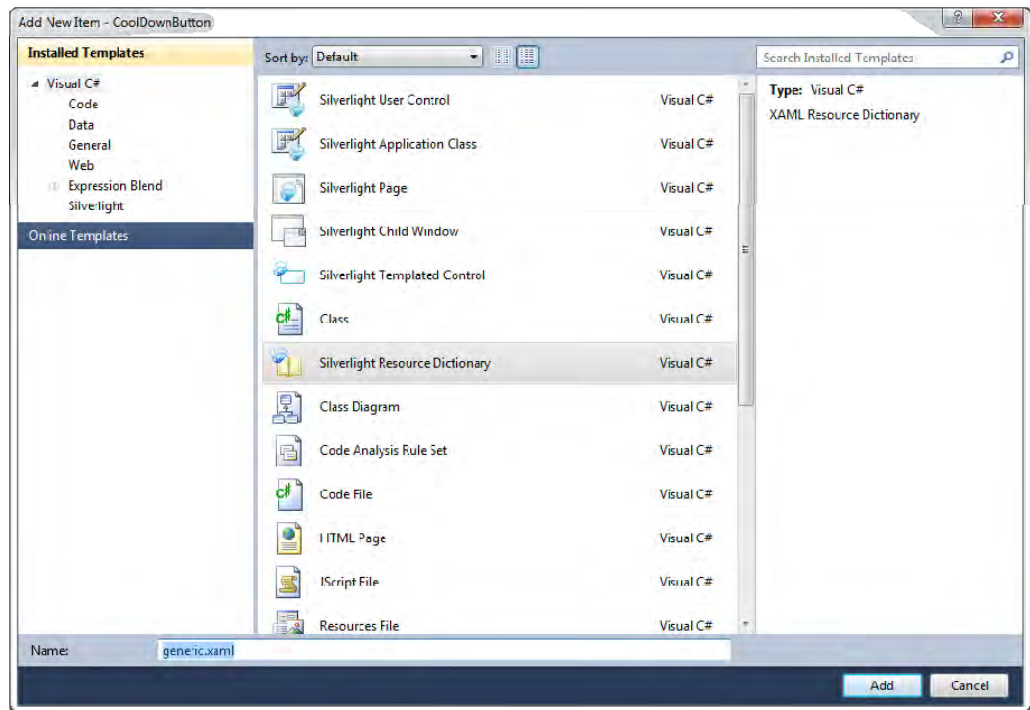 Add New Item - CoolDownButton
Installed Templates
Visual C#
Code
Data
General
Web
Expression Blend
Silverlight
Online Templates
Sort by: Default
Silverlight User Control Visual C#
Silverlight Application Class Visual C#
Silverlight Page Visual C#
Silverlight Child Window Visual C#
Silverlight Templated Control Visual C#
Class Visual C#
Silverlight Resource Dictionary Visual C#
Class Diagram Visual C#
Code Analysis Rule Set Visual C#
Code File Visual C#
HTML Page Visual C#
JScript File Visual C#
Resources File Visual C#
Search Installed Templates
Type: Visual C#
XAML Resource Dictionary
Name: generic.xaml
Add Cancel